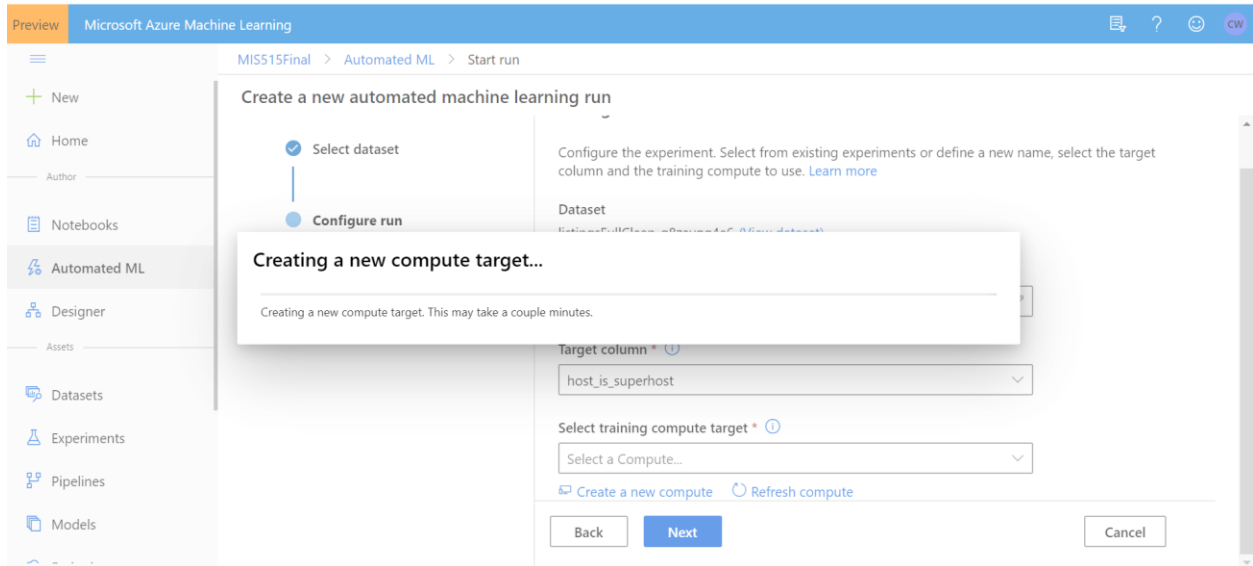 Preview Microsoft Azure Machine Learning ? CW
MIS515Final > Automated ML > Start run
New
Create a new automated machine learning run
Home
Select dataset
Configure the experiment. Select from existing experiments or define a new name, select the target
column and the training compute to use. Learn more
Author
Dataset
Notebooks
Configure run
(View dataset)
Automated ML
Creating a new compute target...
Designer
Creating a new compute target. This may take a couple minutes.
Assets
Target column *
Datasets
host_is_superhost
Experiments
Select training compute target *
Select a Compute...
Pipelines
Create a new compute Refresh compute
Models
Back Next Cancel